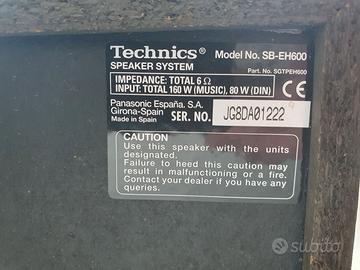 Technics® Model No. SB-EH600
SPEAKER SYSTEM Part No. SGTPEH600
IMPEDANCE: TOTAL 6 Ω
INPUT: TOTAL 160 W (MUSIC), 80 W (DIN)
CE
Panasonic España, S.A.
Girona-Spain
Made in Spain
SER. NO. JG8DA01222
CAUTION
Use this speaker with the units
designated.
Failure to heed this caution may
result in malfunctioning or a fire.
Contact your dealer if you have any
queries.
subito